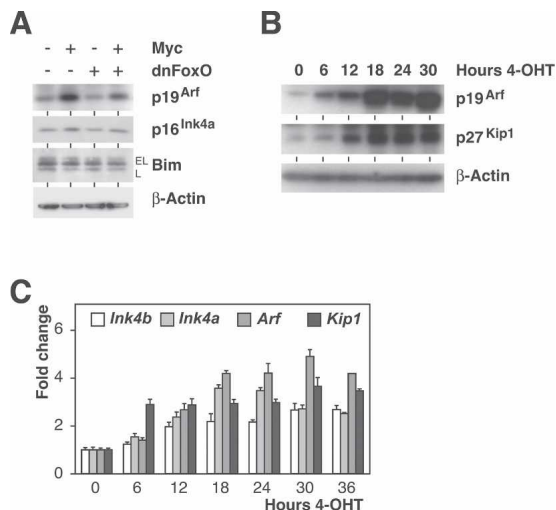 A
- + - + Myc
- - + + dnFoxO
p19Arf
p16Ink4a
EL Bim
L
β-Actin
B
0 6 12 18 24 30 Hours 4-OHT
p19Arf
p27Kip1
β-Actin
C
Ink4b Ink4a Arf Kip1
Fold change
6
4
2
0
0 6 12 18 24 30 36
Hours 4-OHT